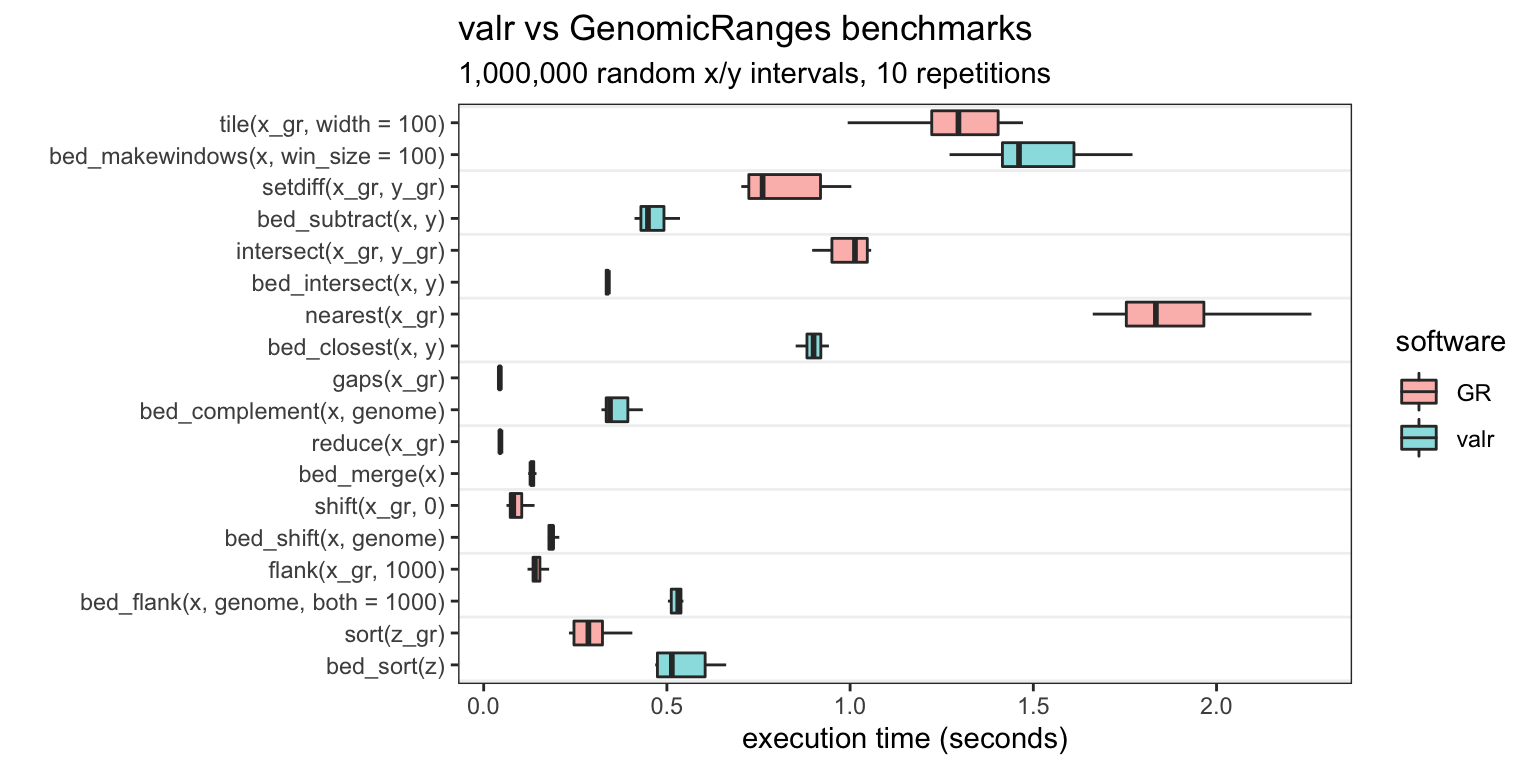 valr vs GenomicRanges benchmarks
1,000,000 random x/y intervals, 10 repetitions
tile(x_gr, width = 100)
bed_makewindows(x, win_size = 100)
setdiff(x_gr, y_gr)
bed_subtract(x, y)
intersect(x_gr, y_gr)
bed_intersect(x, y)
nearest(x_gr)
bed_closest(x, y)
gaps(x_gr)
bed_complement(x, genome)
reduce(x_gr)
bed_merge(x)
shift(x_gr, 0)
bed_shift(x, genome)
flank(x_gr, 1000)
bed_flank(x, genome, both = 1000)
sort(z_gr)
bed_sort(z)
0.0 0.5 1.0 1.5 2.0
execution time (seconds)
software
GR
valr